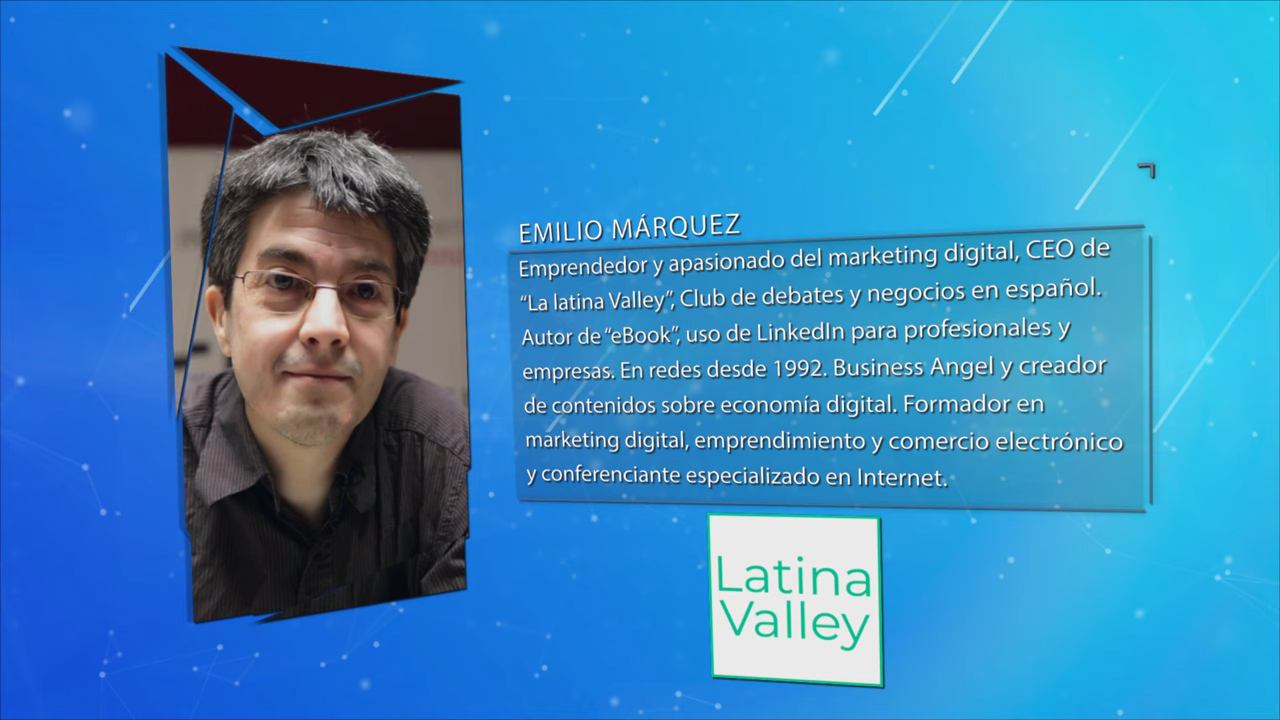 EMILIO MÁRQUEZ
Emprendedor y apasionado del marketing digital, CEO de
“La latina Valley”, Club de debates y negocios en español.
Autor de “eBook”, uso de LinkedIn para profesionales y
empresas. En redes desde 1992. Business Angel y creador
de contenidos sobre economía digital. Formador en
marketing digital, emprendimiento y comercio electrónico
y conferenciante especializado en Internet.
Latina
Valley